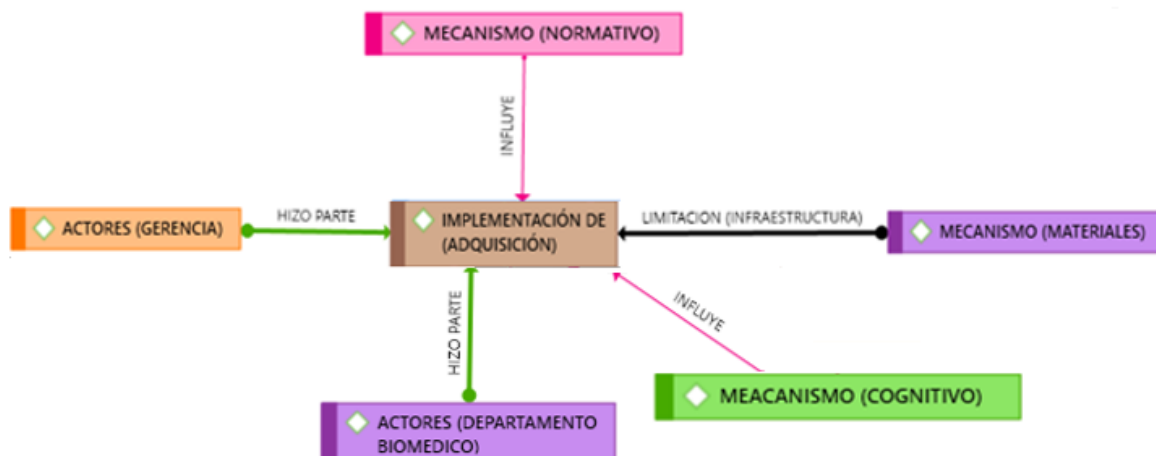 MECANISMO (NORMATIVO)
INFLUYE
ACTORES (GERENCIA)
HIZO PARTE
IMPLEMENTACIÓN DE
(ADQUISICIÓN)
LIMITACION (INFRAESTRUCTURA)
MECANISMO (MATERIALES)
HIZO PARTE
INFLUYE
MEACANISMO (COGNITIVO)
ACTORES (DEPARTAMENTO
BIOMEDICO)